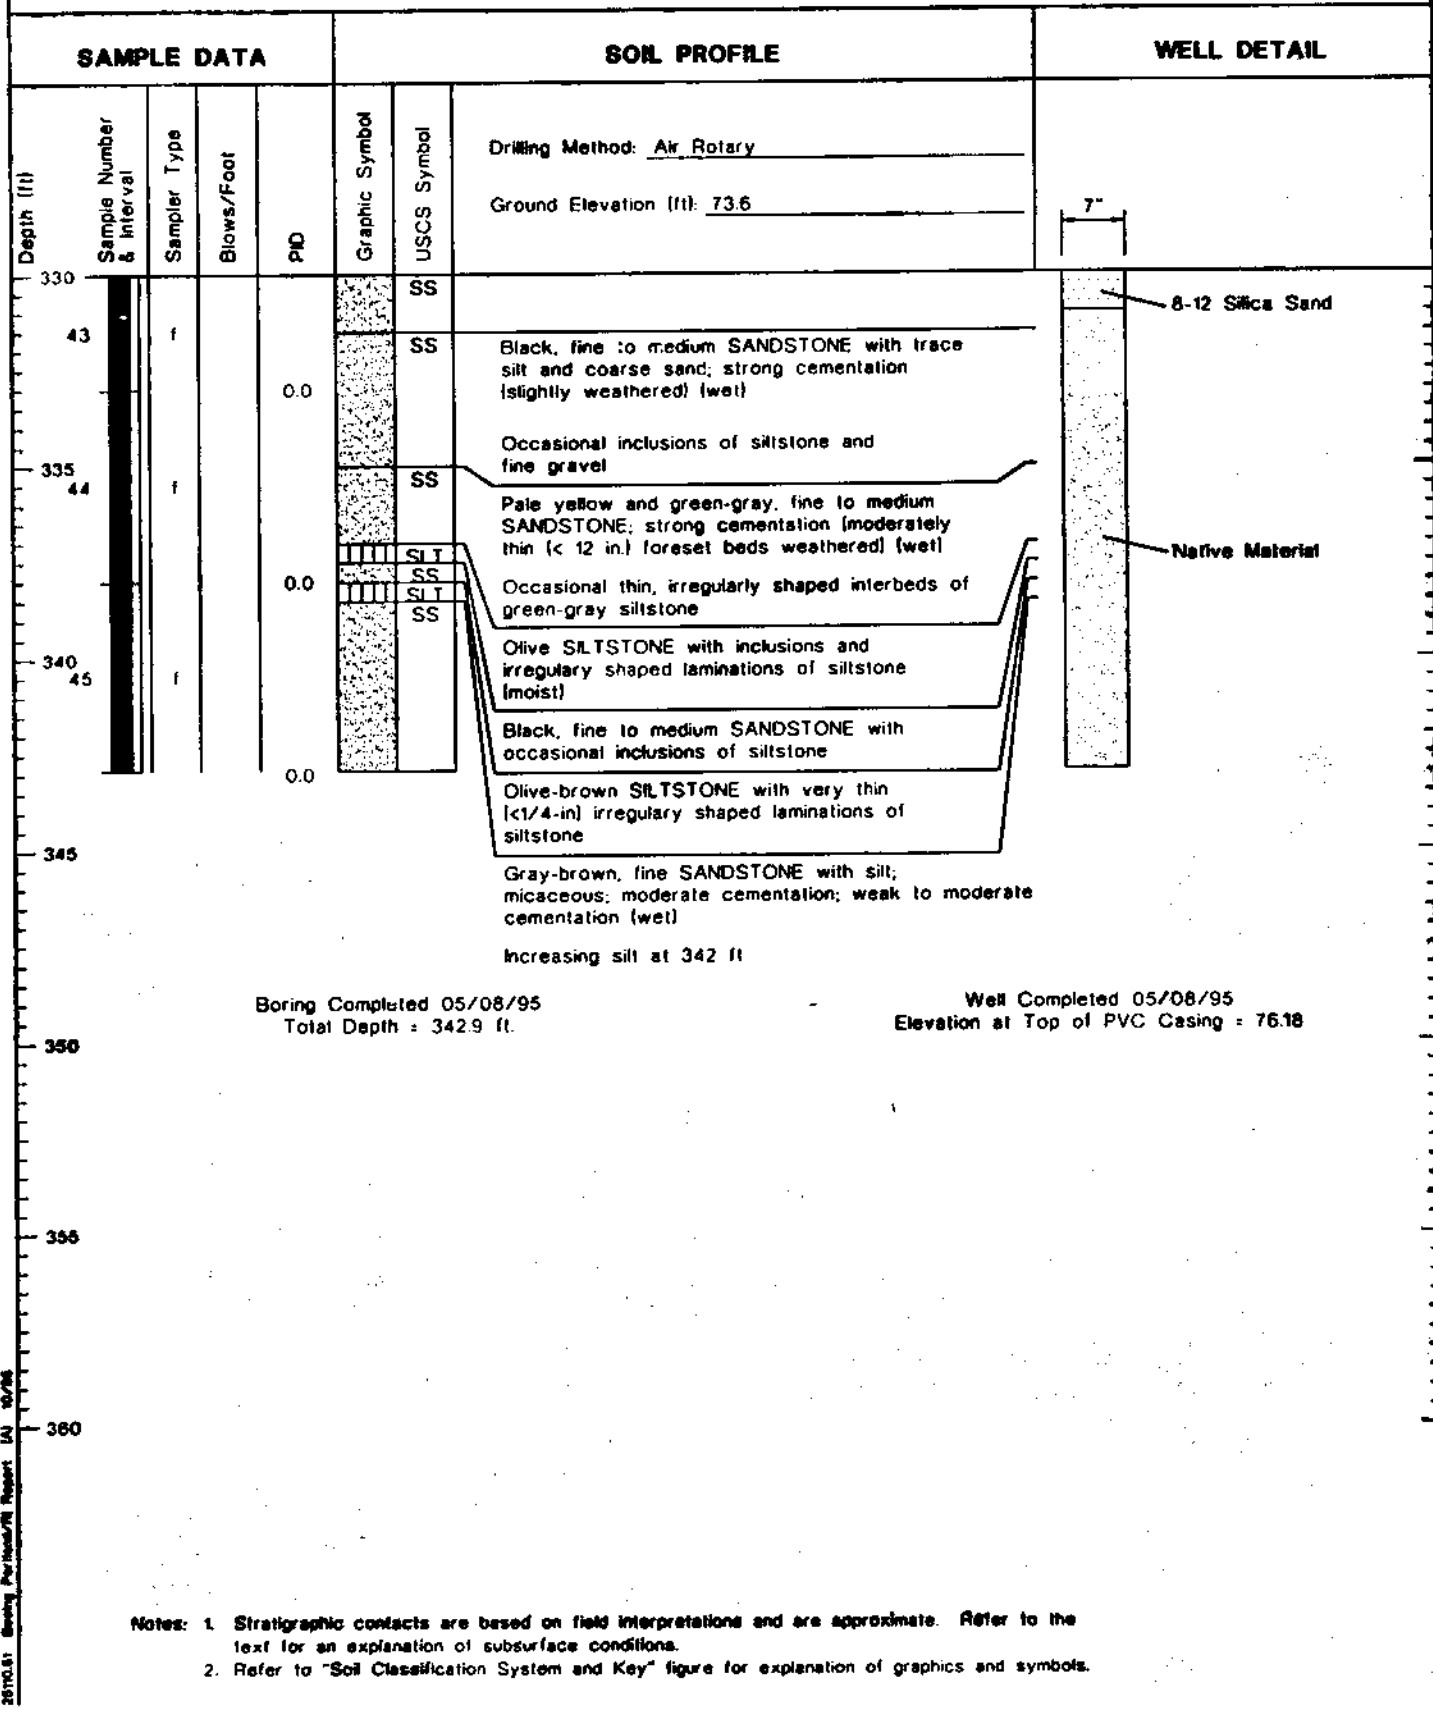 SAMPLE DATA
SOIL PROFILE
WELL DETAIL
Depth (ft)
Sample Number
& Interval
Sampler Type
Blows/Foot
PID
Graphic Symbol
USCS Symbol
Drilling Method: Air Rotary
Ground Elevation (ft): 73.6
7"
330
SS
8-12 Silica Sand
43
f
SS
Black, fine to medium SANDSTONE with trace
silt and coarse sand; strong cementation
(slightly weathered) (wet)
0.0
Occasional inclusions of siltstone and
fine gravel
335
44
f
SS
Pale yellow and green-gray, fine to medium
SANDSTONE; strong cementation (moderately
thin (< 12 in.) foreset beds weathered) (wet)
Native Material
SLT
SS
0.0
SLT
SS
Occasional thin, irregularly shaped interbeds of
green-gray siltstone
Olive SILTSTONE with inclusions and
irregulary shaped laminations of siltstone
(moist)
340
45
f
Black, fine to medium SANDSTONE with
occasional inclusions of siltstone
0.0
Olive-brown SILTSTONE with very thin
(<1/4-in) irregulary shaped laminations of
siltstone
345
Gray-brown, fine SANDSTONE with silt;
micaceous; moderate cementation; weak to moderate
cementation (wet)
Increasing silt at 342 ft
Boring Completed 05/08/95
Total Depth = 342.9 ft.
Well Completed 05/08/95
Elevation at Top of PVC Casing = 76.18
350
355
360
Notes: 1. Stratigraphic contacts are based on field interpretations and are approximate. Refer to the
text for an explanation of subsurface conditions.
2. Refer to "Soil Classification System and Key" figure for explanation of graphics and symbols.
Boeing Portland/RI Report (A) 10/96